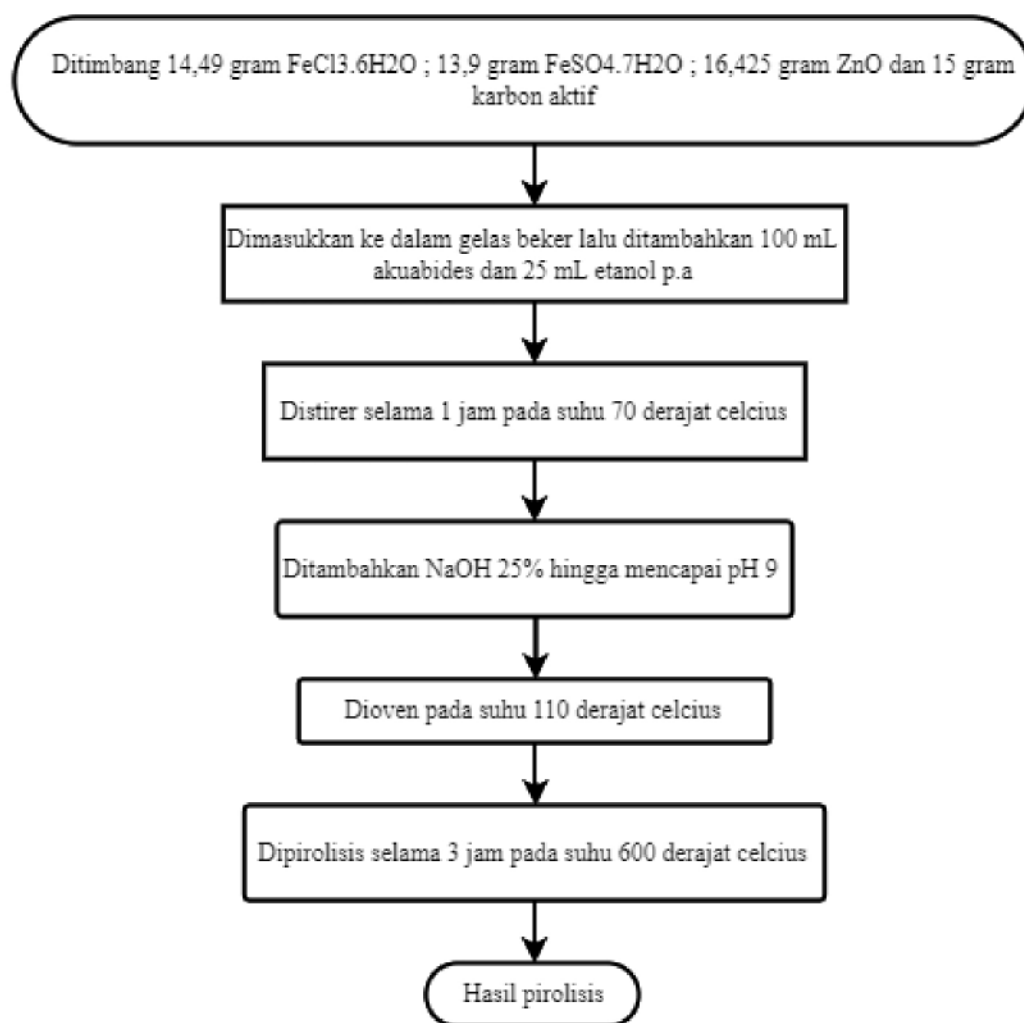 Ditimbang 14,49 gram FeCl3.6H2O ; 13,9 gram FeSO4.7H2O ; 16,425 gram ZnO dan 15 gram
karbon aktif
Dimasukkan ke dalam gelas beker lalu ditambahkan 100 mL
akuabides dan 25 mL etanol p.a
Distirer selama 1 jam pada suhu 70 derajat celcius
Ditambahkan NaOH 25% hingga mencapai pH 9
Dioven pada suhu 110 derajat celcius
Dipirolisis selama 3 jam pada suhu 600 derajat celcius
Hasil pirolisis